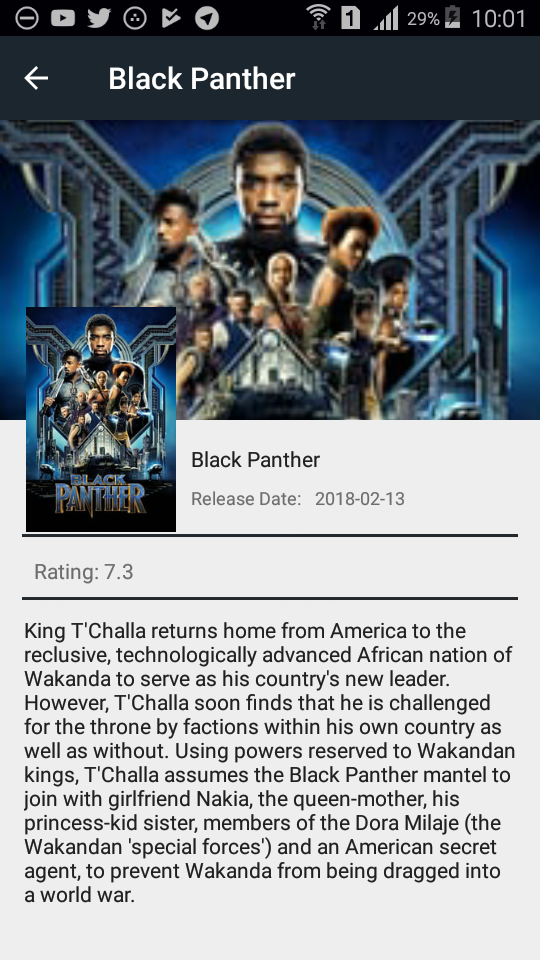 1 29% 10:01
Black Panther
BLACK
PANTHER
Black Panther
Release Date: 2018-02-13
Rating: 7.3
King T'Challa returns home from America to the
reclusive, technologically advanced African nation of
Wakanda to serve as his country's new leader.
However, T'Challa soon finds that he is challenged
for the throne by factions within his own country as
well as without. Using powers reserved to Wakandan
kings, T'Challa assumes the Black Panther mantel to
join with girlfriend Nakia, the queen-mother, his
princess-kid sister, members of the Dora Milaje (the
Wakandan 'special forces') and an American secret
agent, to prevent Wakanda from being dragged into
a world war.